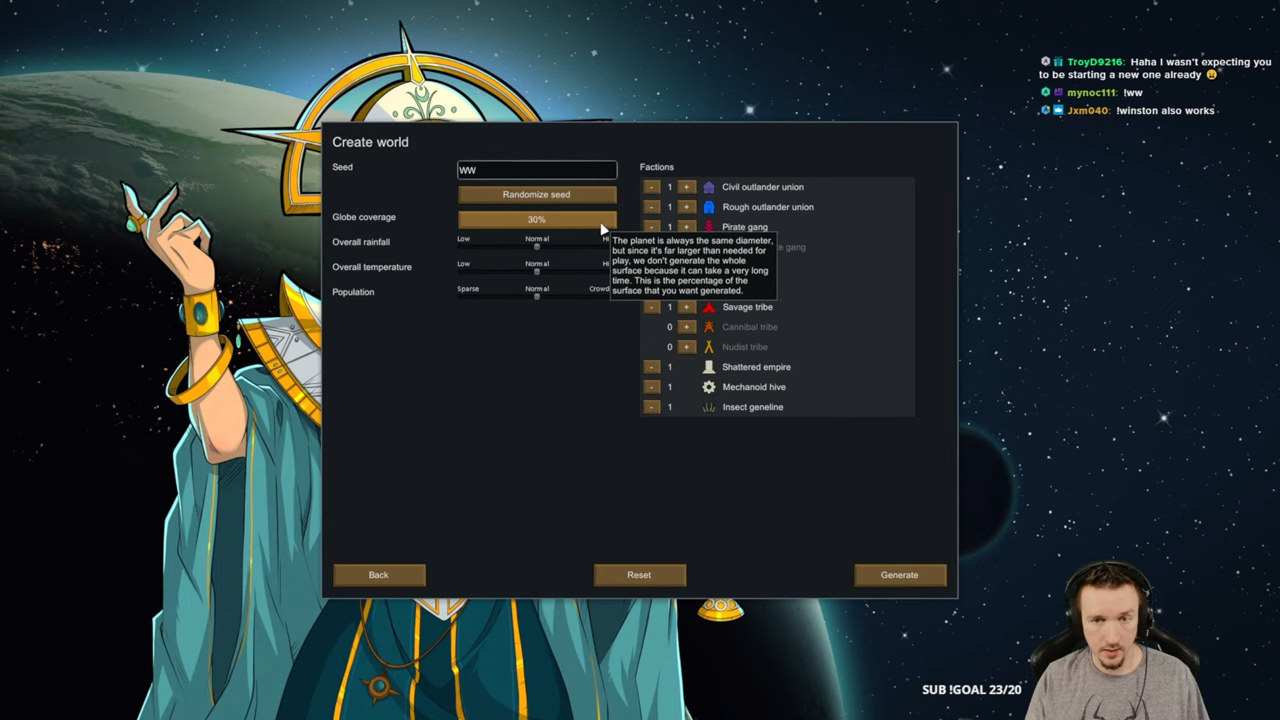 TroyD9216: Haha I wasn't expecting you
to be starting a new one already
mynoc111: !ww
Jxm040: !winston also works
Create world
Seed
WW
Randomize seed
Globe coverage
30%
Overall rainfall
Low Normal Hi
Overall temperature
Low Normal Hi
Population
Sparse Normal Crowd
Factions
- 1 + Civil outlander union
- 1 + Rough outlander union
- 1 + Pirate gang
te gang
The planet is always the same diameter,
but since it's far larger than needed for
play, we don't generate the whole
surface because it can take a very long
time. This is the percentage of the
surface that you want generated.
- 1 + Savage tribe
0 + Cannibal tribe
0 + Nudist tribe
- 1 Shattered empire
- 1 Mechanoid hive
- 1 Insect geneline
Back
Reset
Generate
SUB !GOAL 23/20